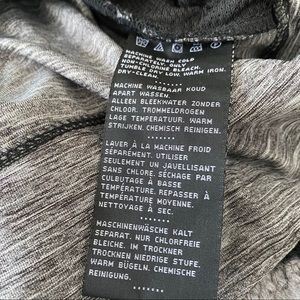 MACHINE WASH COLD
SEPARATELY. ONLY
NON-CHLORINE BLEACH.
TUMBLE DRY LOW. WARM IRON.
DRY-CLEAN.
MACHINE WASBAAR KOUD
APART WASSEN.
ALLEEN BLEEKWATER ZONDER
CHLOOR. TROMMELDROGEN
LAGE TEMPERATUUR. WARM
STRIJKEN. CHEMISCH REINIGEN.
LAVER À LA MACHINE FROID
SÉPARÉMENT. UTILISER
SEULEMENT UN JAVELLISANT
SANS CHLORE. SÉCHAGE PAR
CULBUTAGE À BASSE
TEMPÉRATURE. REPASSER À
TEMPÉRATURE MOYENNE.
NETTOYAGE À SEC.
MASCHINENWÄSCHE KALT
SEPARAT. NUR CHLORFREIE
BLEICHE. IM TROCKNER
TROCKNEN NIEDRIGE STUFE.
WARM BÜGELN. CHEMISCHE
REINIGUNG.